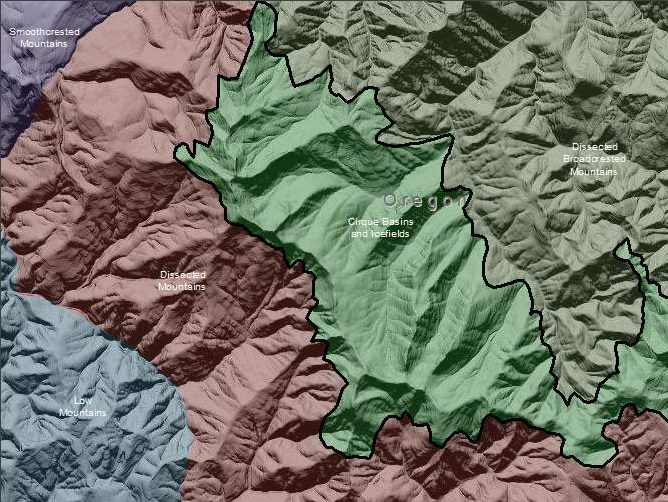 Smoothcrested
Mountains
Dissected
Broadcrested
Mountains
Oregon
Cirque Basins
and Icefields
Dissected
Mountains
Low
Mountains